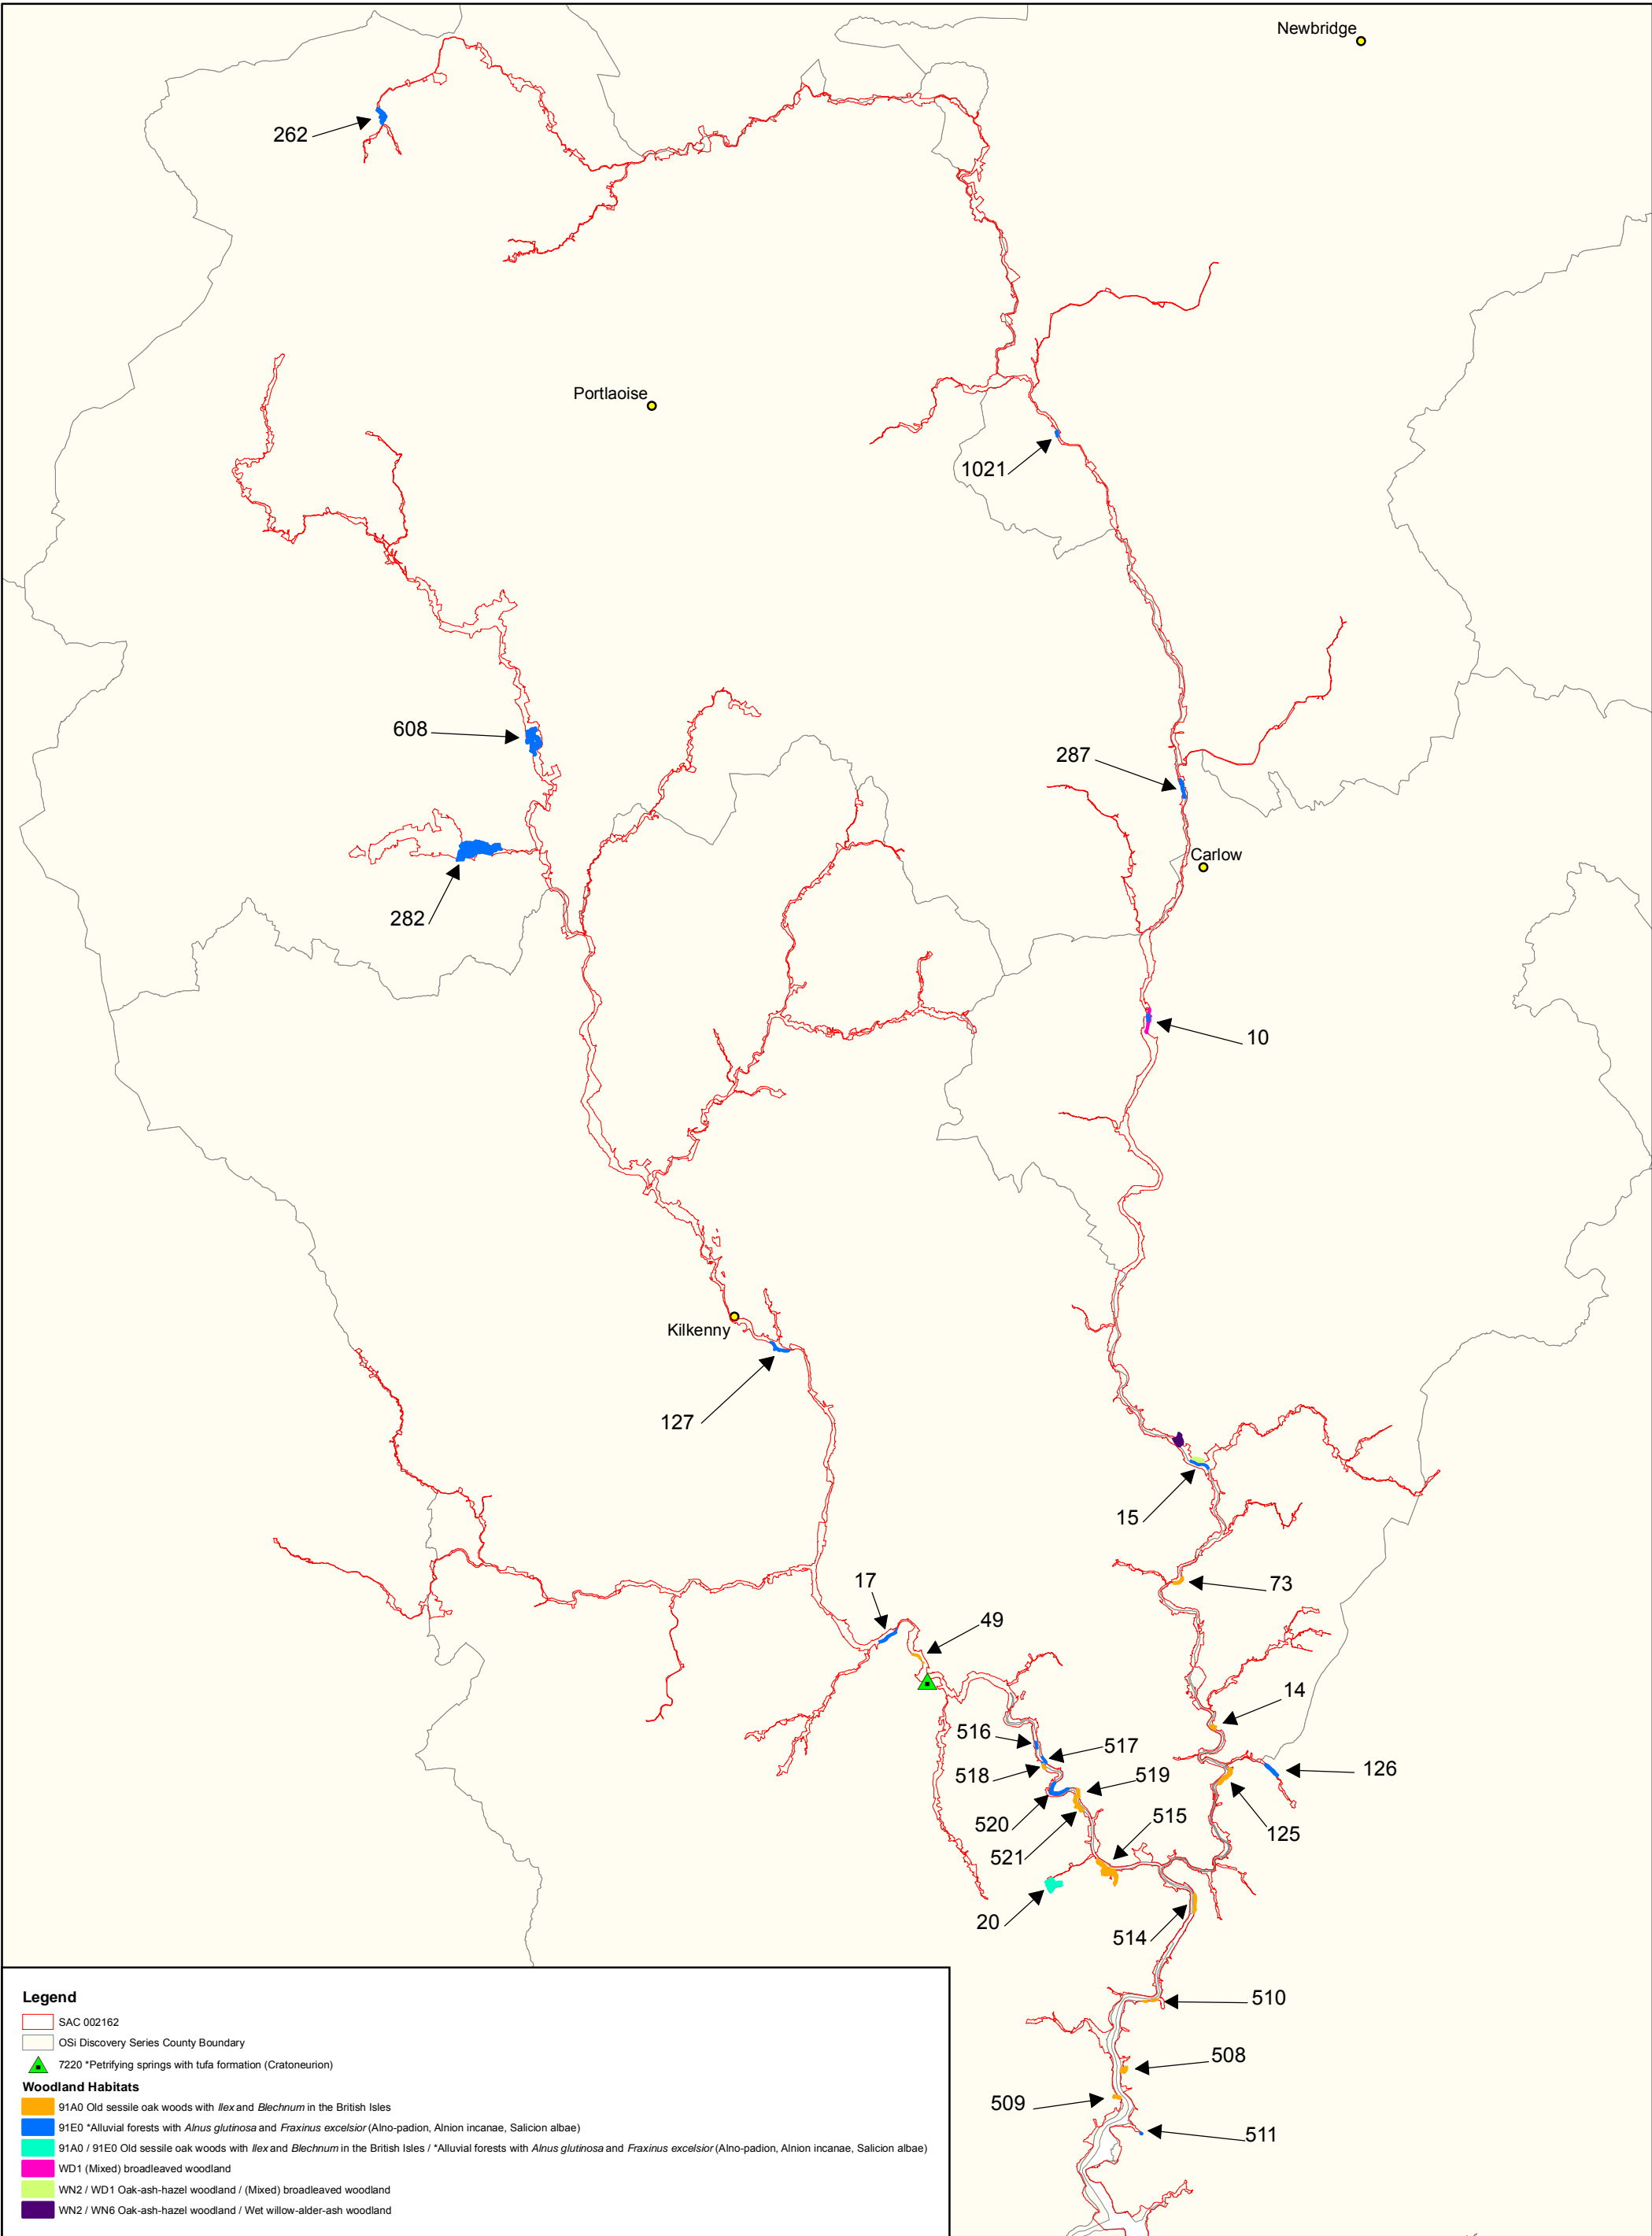 Newbridge
262
Portlaoise
1021
608
287
Carlow
282
10
Kilkenny
127
15
17
73
49
14
516
517
518
519
126
520
515
125
521
20
514
510
508
509
511
Legend
SAC 002162
OSi Discovery Series County Boundary
7220 *Petrifying springs with tufa formation (Cratoneurion)
Woodland Habitats
91A0 Old sessile oak woods with Ilex and Blechnum in the British Isles
91E0 *Alluvial forests with Alnus glutinosa and Fraxinus excelsior (Alno-padion, Alnion incanae, Salicion albae)
91A0 / 91E0 Old sessile oak woods with Ilex and Blechnum in the British Isles / *Alluvial forests with Alnus glutinosa and Fraxinus excelsior (Alno-padion, Alnion incanae, Salicion albae)
WD1 (Mixed) broadleaved woodland
WN2 / WD1 Oak-ash-hazel woodland / (Mixed) broadleaved woodland
WN2 / WN6 Oak-ash-hazel woodland / Wet willow-alder-ash woodland